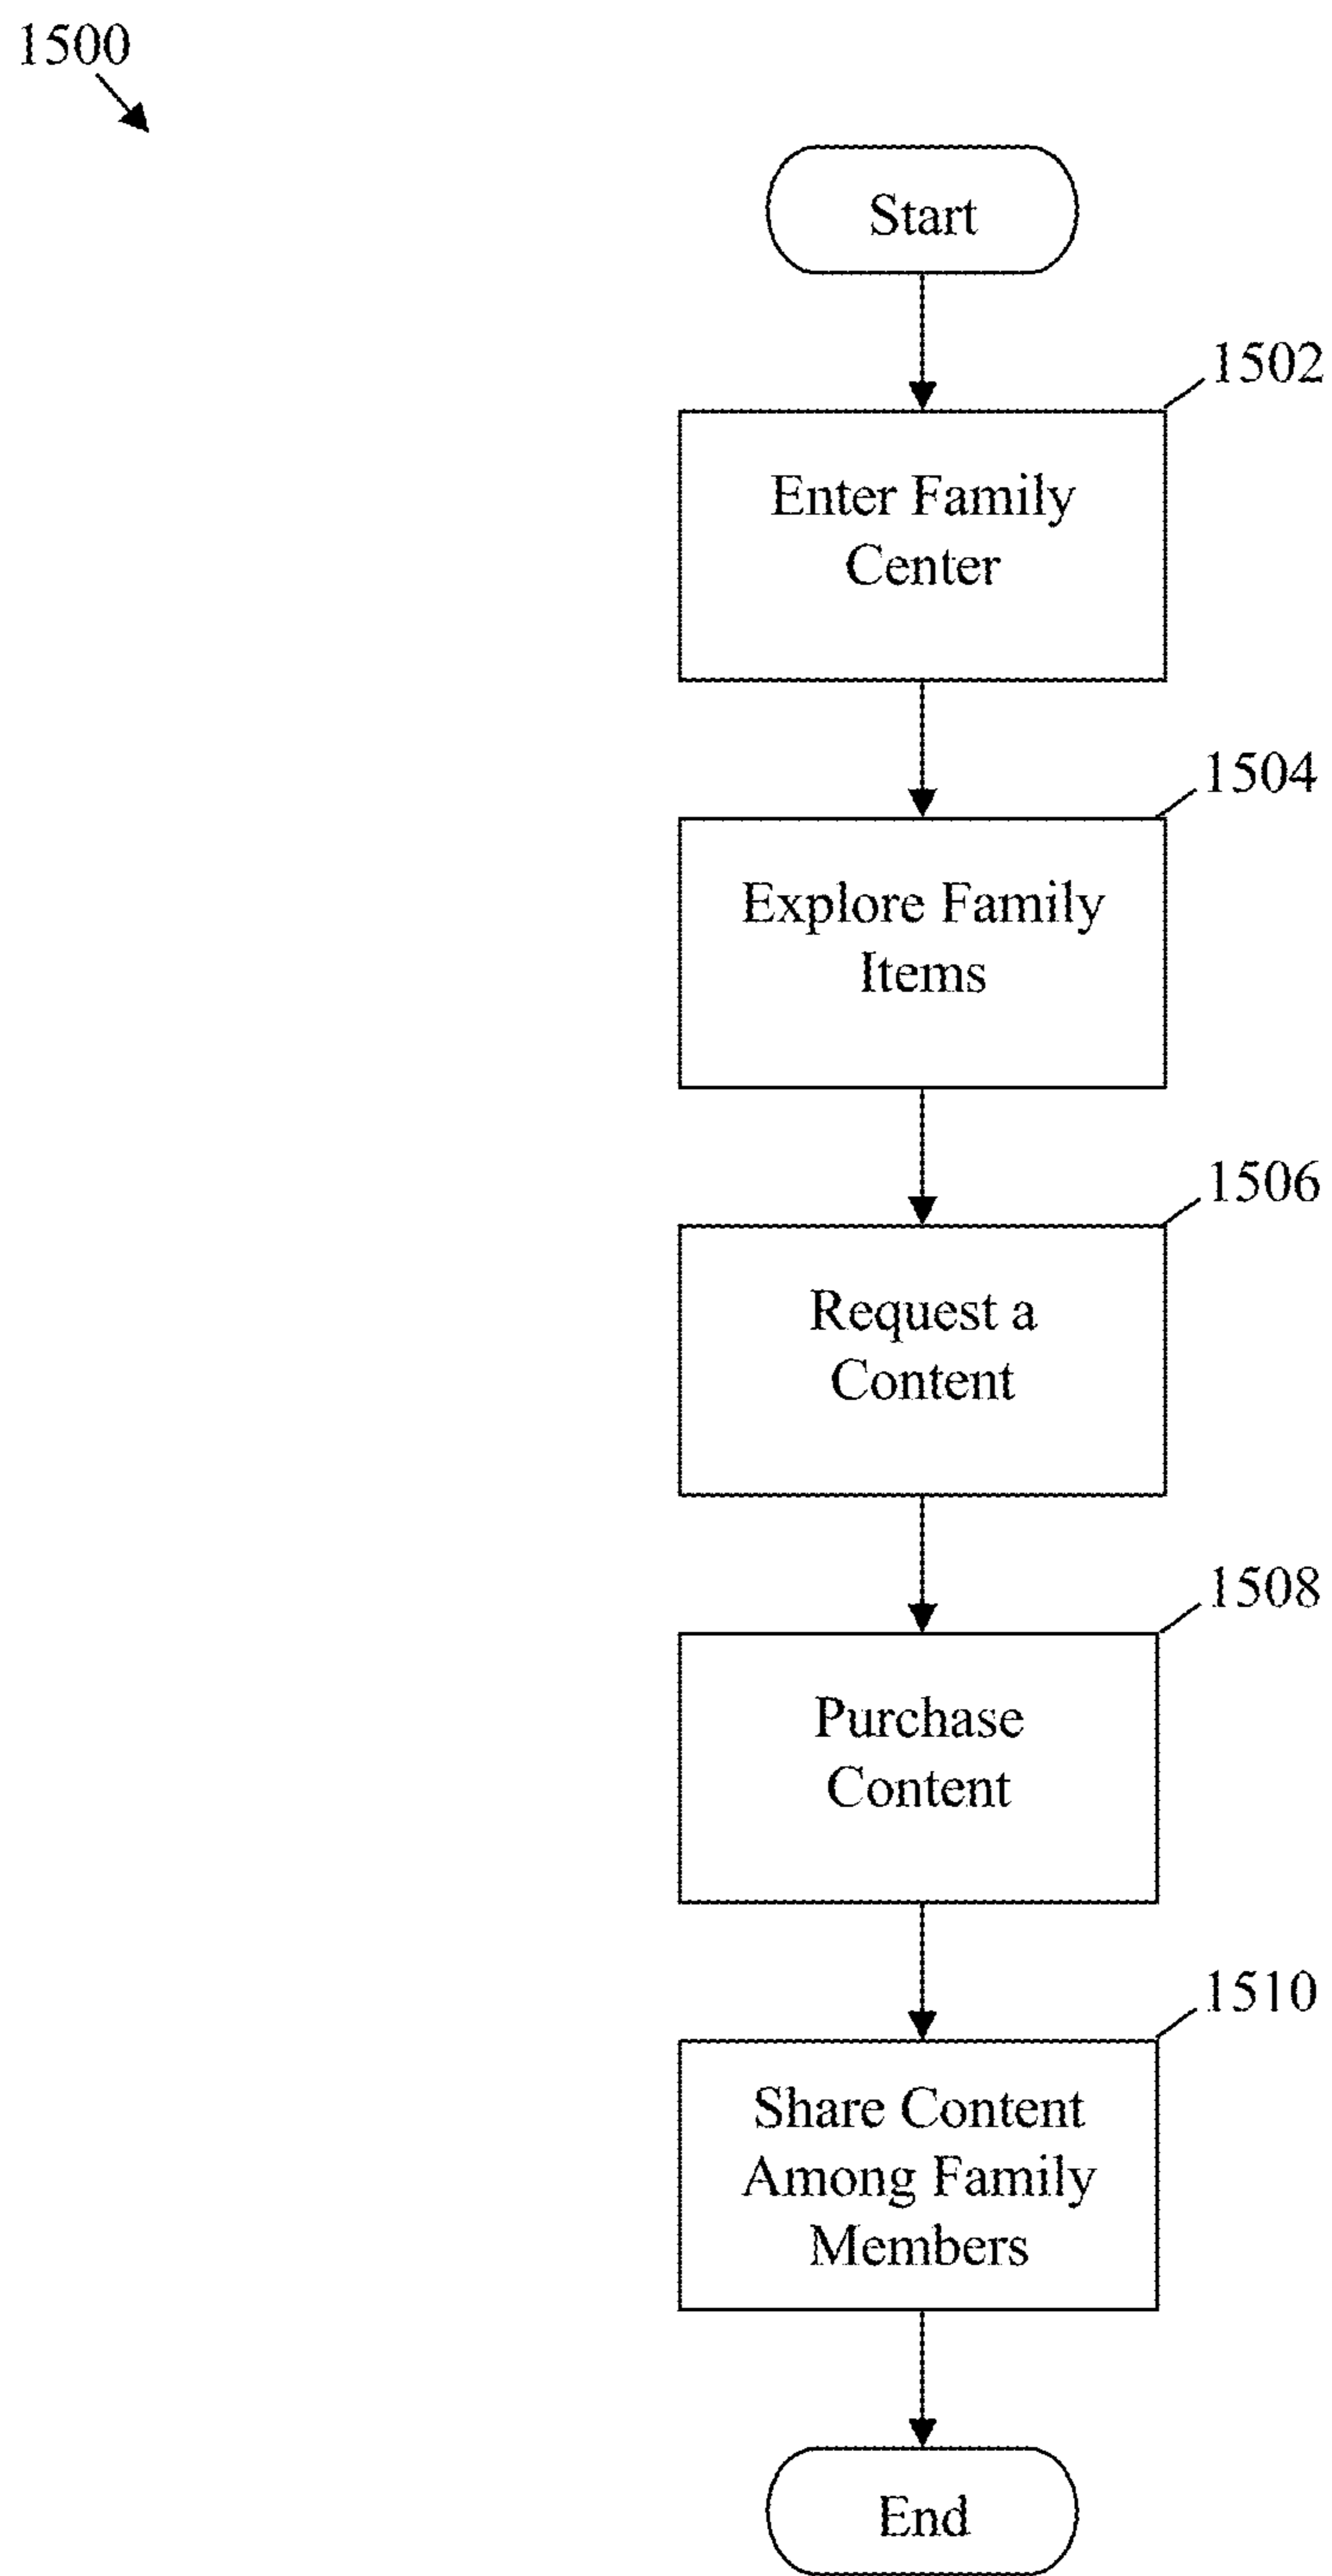 1500
Start
1502
Enter Family
Center
1504
Explore Family
Items
1506
Request a
Content
1508
Purchase
Content
1510
Share Content
Among Family
Members
End